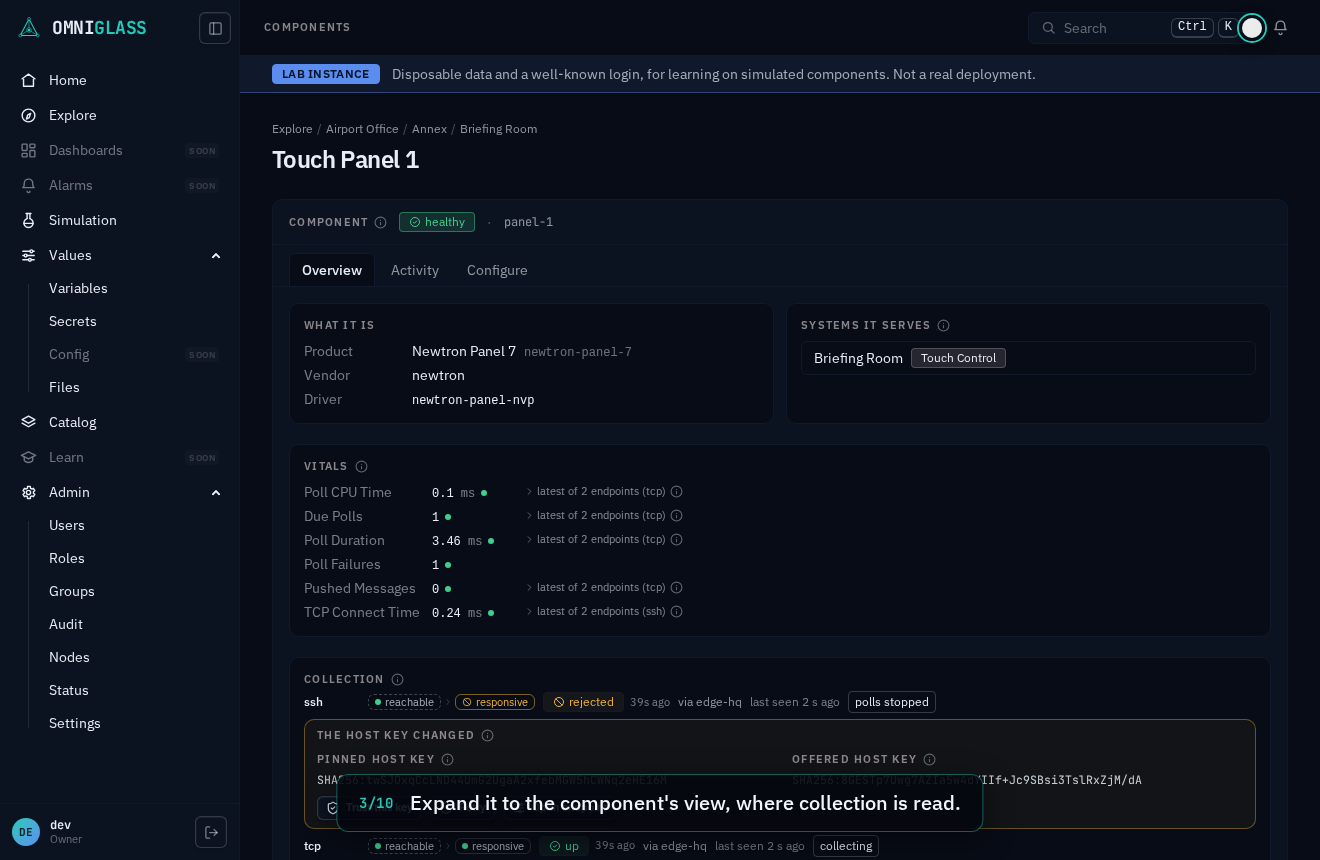 OMNIGLASS
COMPONENTS
Search Ctrl K
LAB INSTANCE Disposable data and a well-known login, for learning on simulated components. Not a real deployment.
Home
Explore
Dashboards SOON
Alarms SOON
Simulation
Values
Variables
Secrets
Config SOON
Files
Catalog
Learn SOON
Admin
Users
Roles
Groups
Audit
Nodes
Status
Settings
DE dev
Owner
Explore / Airport Office / Annex / Briefing Room
Touch Panel 1
COMPONENT healthy · panel-1
Overview Activity Configure
WHAT IT IS
Product Newtron Panel 7 newtron-panel-7
Vendor newtron
Driver newtron-panel-nvp
SYSTEMS IT SERVES
Briefing Room Touch Control
VITALS
Poll CPU Time 0.1 ms latest of 2 endpoints (tcp)
Due Polls 1 latest of 2 endpoints (tcp)
Poll Duration 3.46 ms latest of 2 endpoints (tcp)
Poll Failures 1
Pushed Messages 0 latest of 2 endpoints (tcp)
TCP Connect Time 0.24 ms latest of 2 endpoints (ssh)
COLLECTION
ssh reachable responsive rejected 39s ago via edge-hq last seen 2 s ago polls stopped
THE HOST KEY CHANGED
PINNED HOST KEY OFFERED HOST KEY
3/10 Expand it to the component's view, where collection is read.
tcp reachable responsive up 39s ago via edge-hq last seen 2 s ago collecting